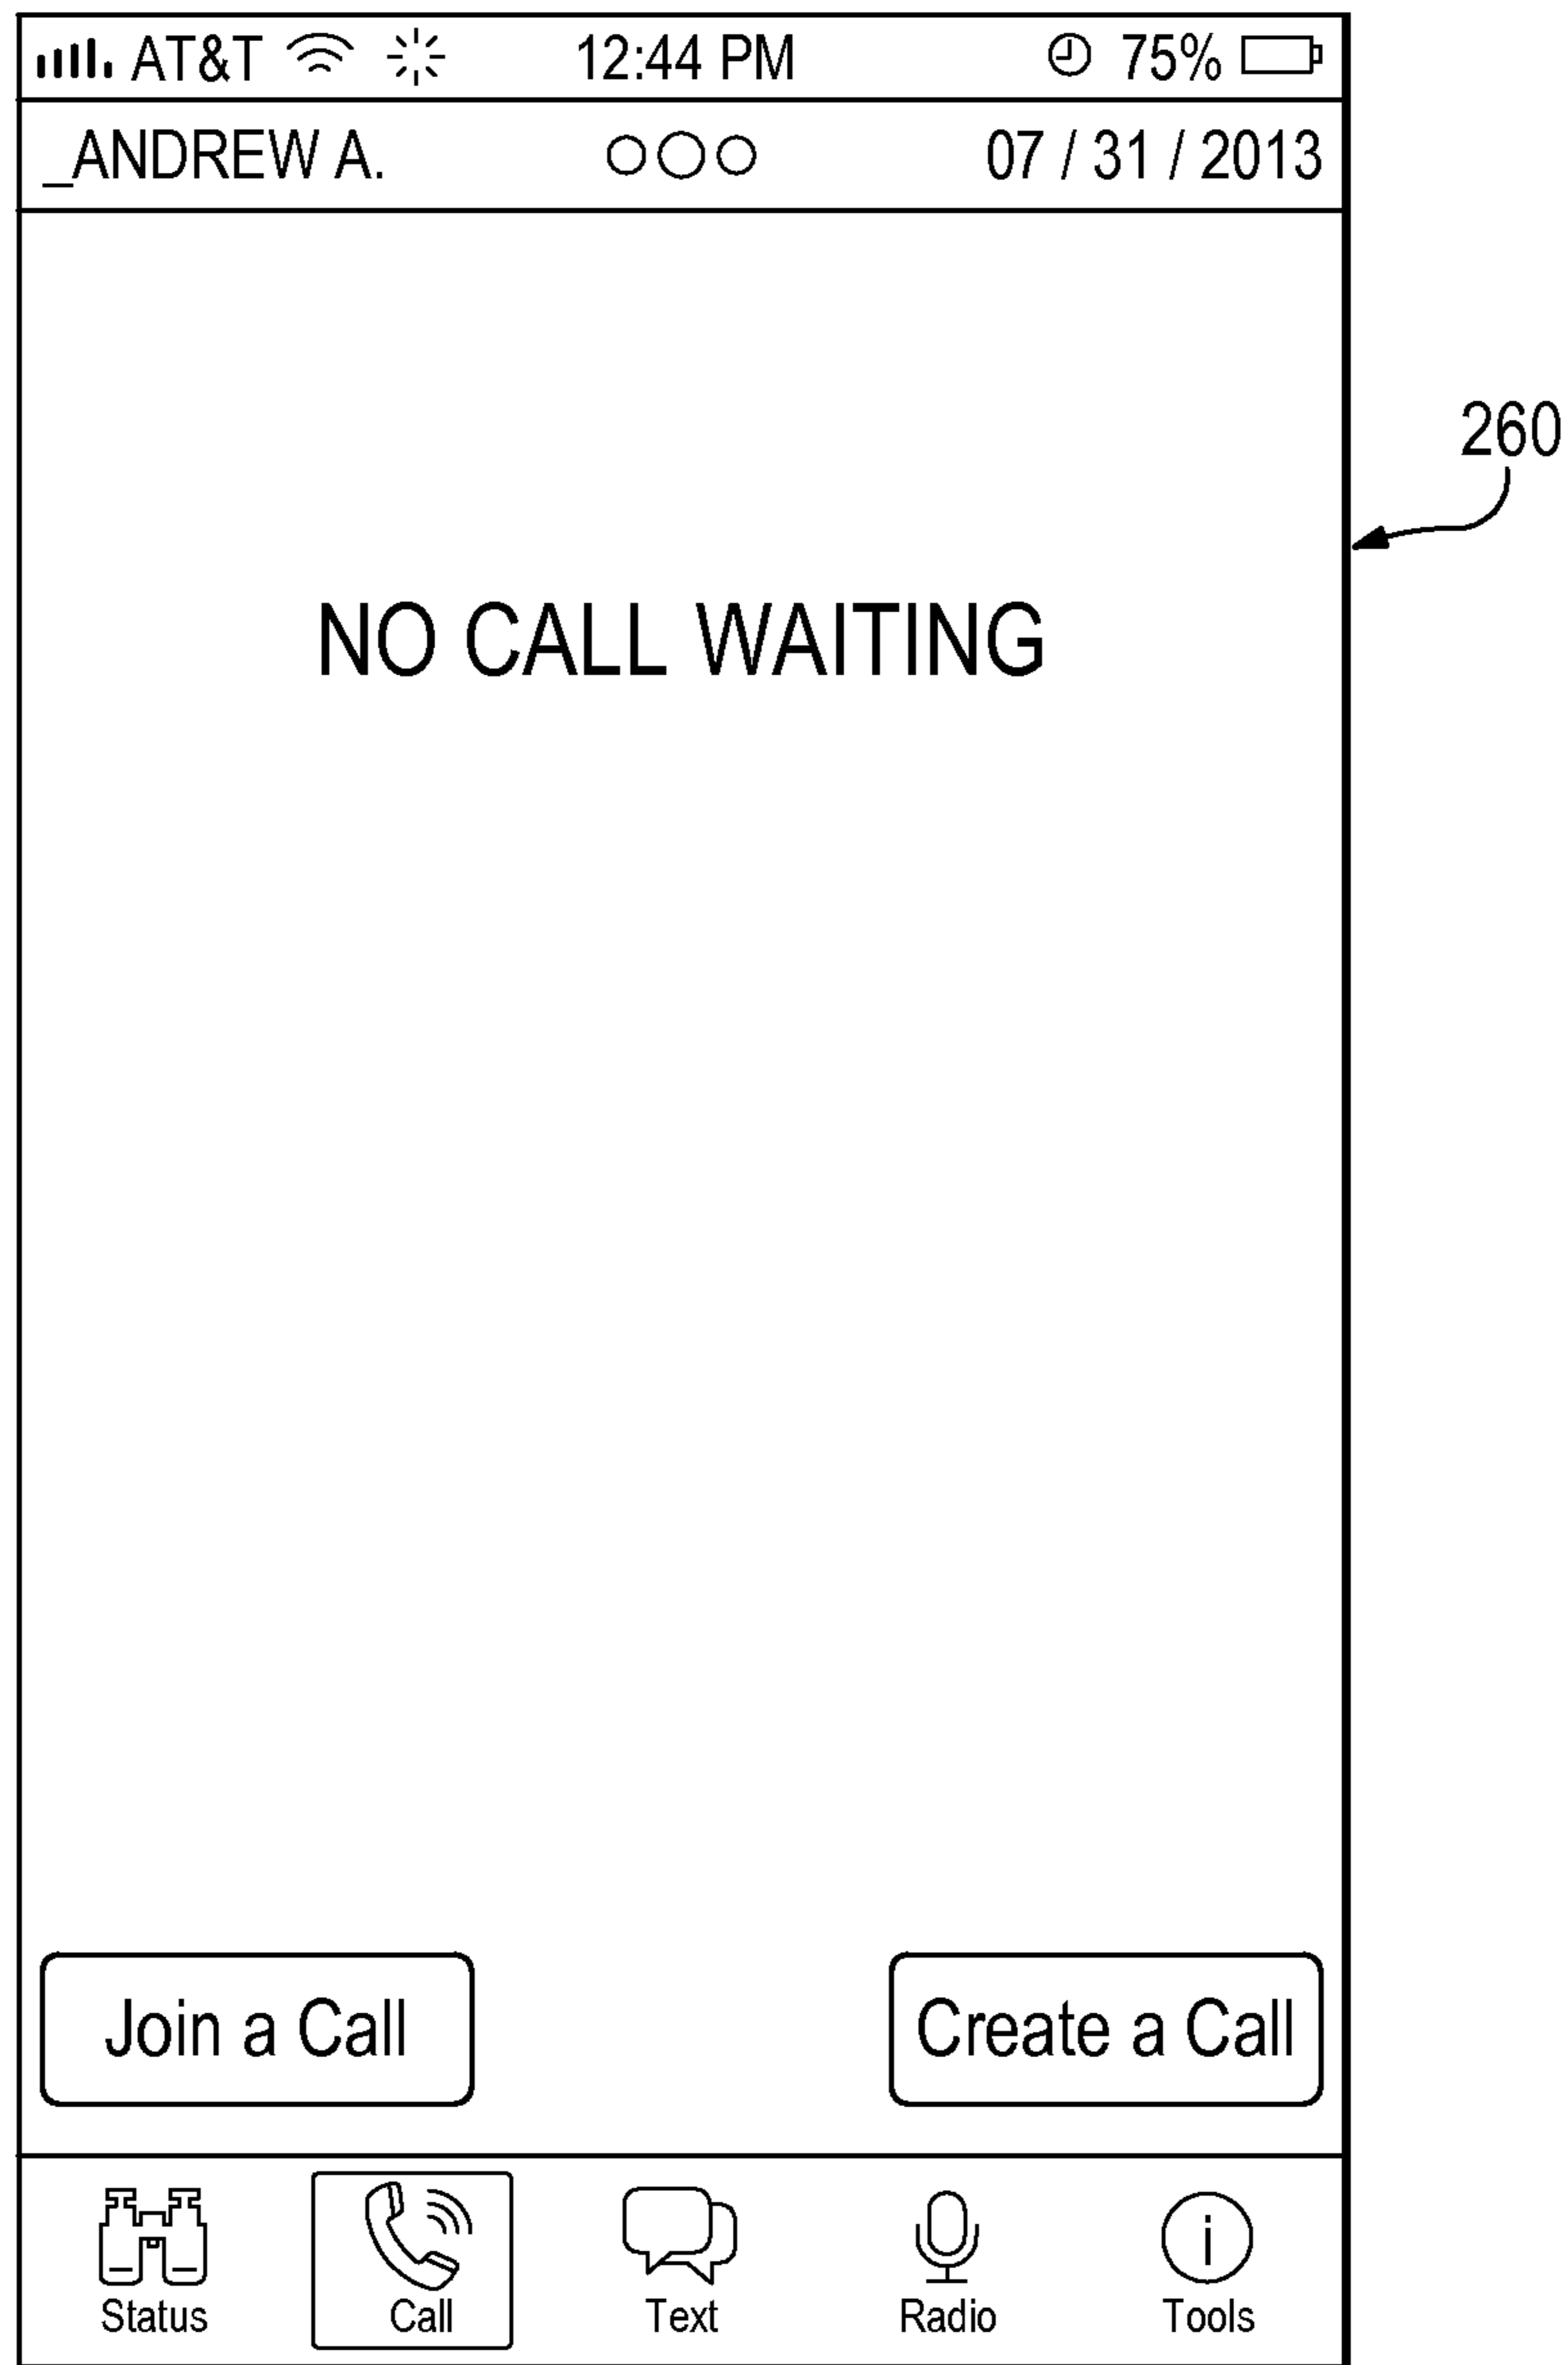 AT&T 12:44 PM 75%
_ANDREW A. 07 / 31 / 2013
260
NO CALL WAITING
Join a Call Create a Call
Status Call Text Radio i Tools